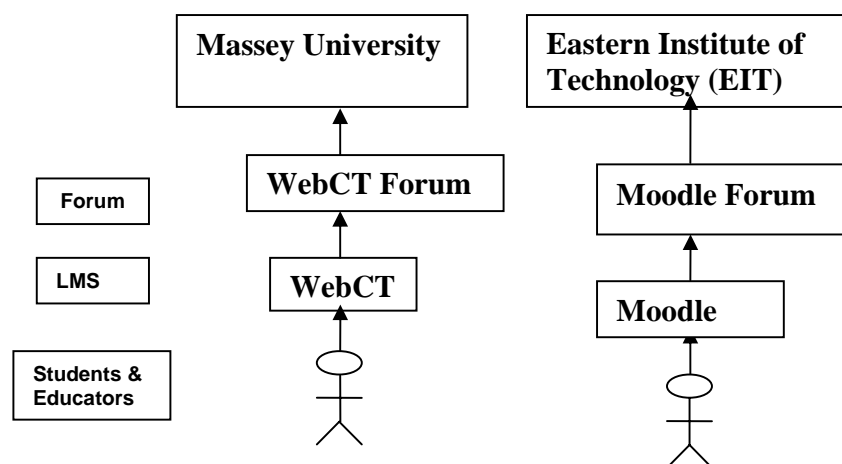 Massey University
Eastern Institute of
Technology (EIT)
Forum
WebCT Forum
Moodle Forum
LMS
WebCT
Moodle
Students &
Educators